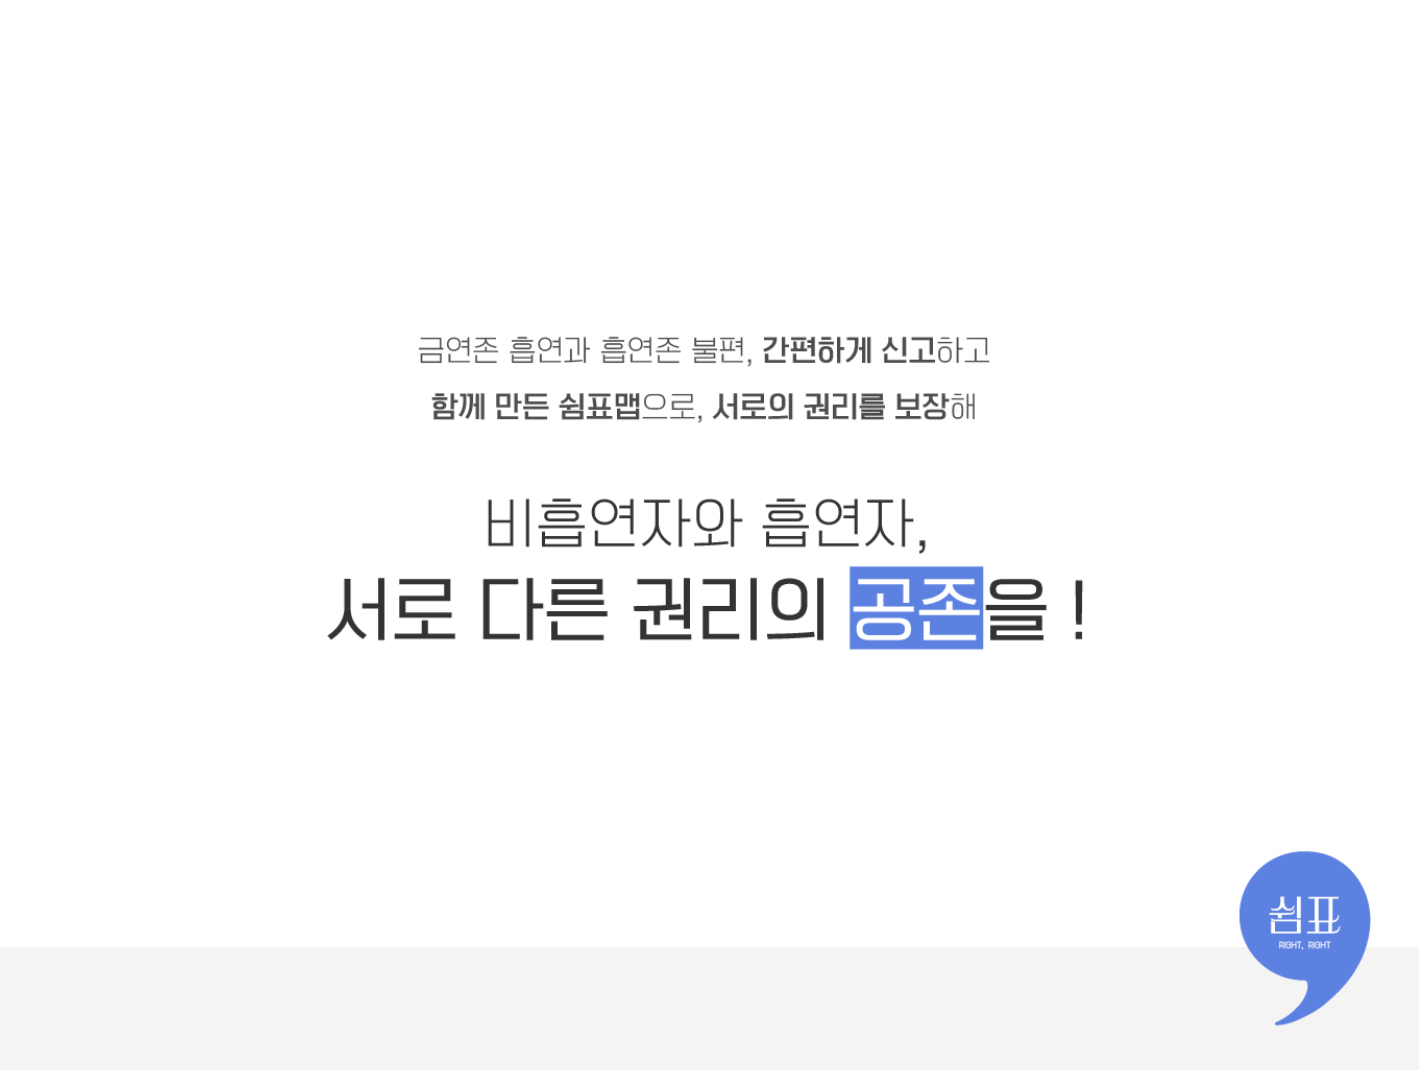 금연존 흡연과 흡연존 불편, 간편하게 신고하고
함께 만든 쉼표맵으로, 서로의 권리를 보장해
비흡연자와 흡연자,
서로 다른 권리의 공존을 !
쉼표
RIGHT, RIGHT